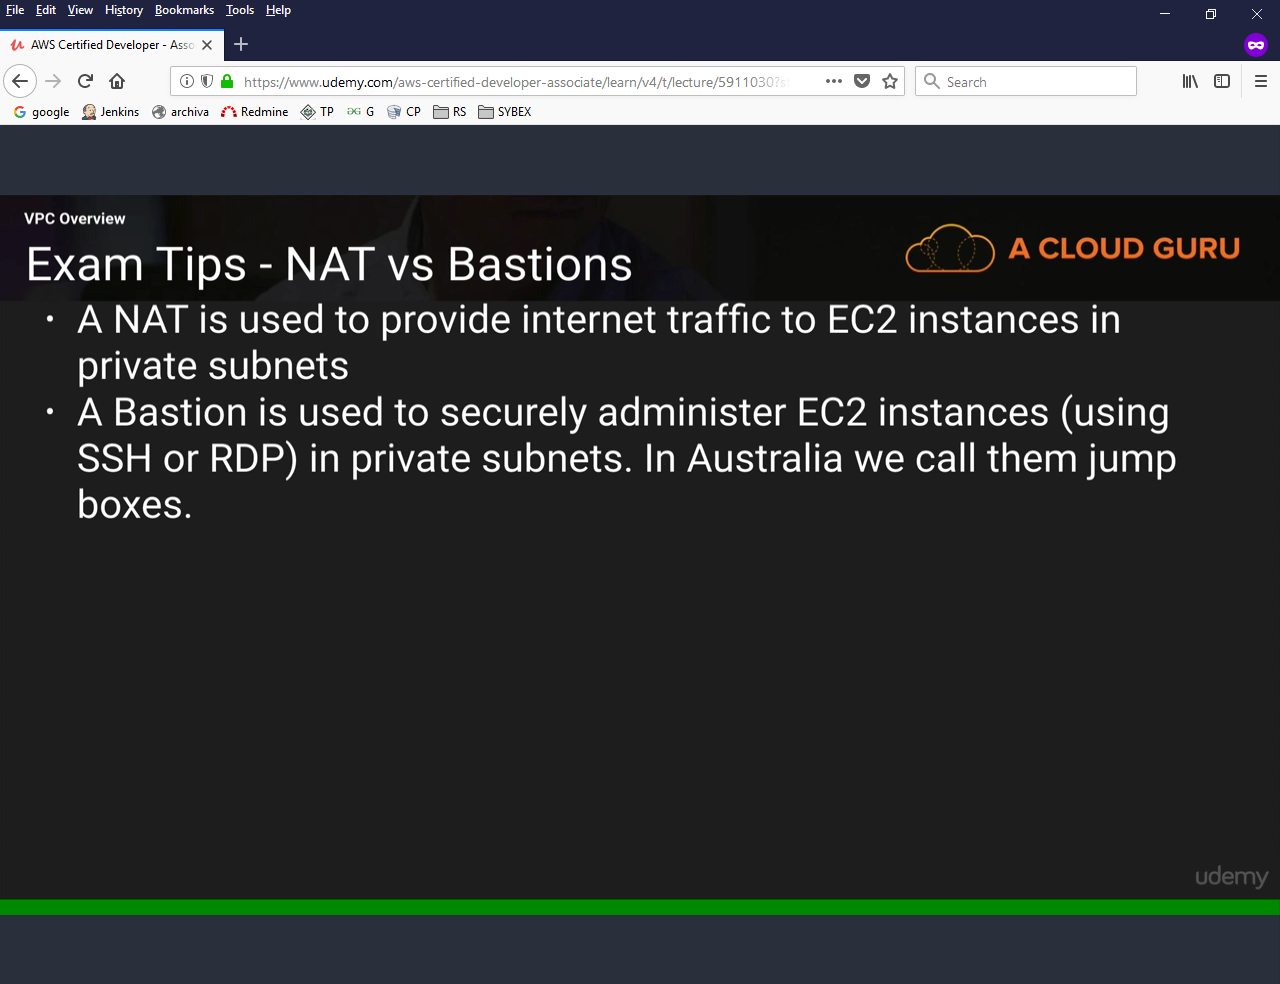 File Edit View History Bookmarks Tools Help
AWS Certified Developer - Asso
https://www.udemy.com/aws-certified-developer-associate/learn/v4/t/lecture/5911030?s
Search
google Jenkins archiva Redmine TP G CP RS SYBEX
VPC Overview
Exam Tips - NAT vs Bastions
A CLOUD GURU
• A NAT is used to provide internet traffic to EC2 instances in
private subnets
• A Bastion is used to securely administer EC2 instances (using
SSH or RDP) in private subnets. In Australia we call them jump
boxes.
udemy